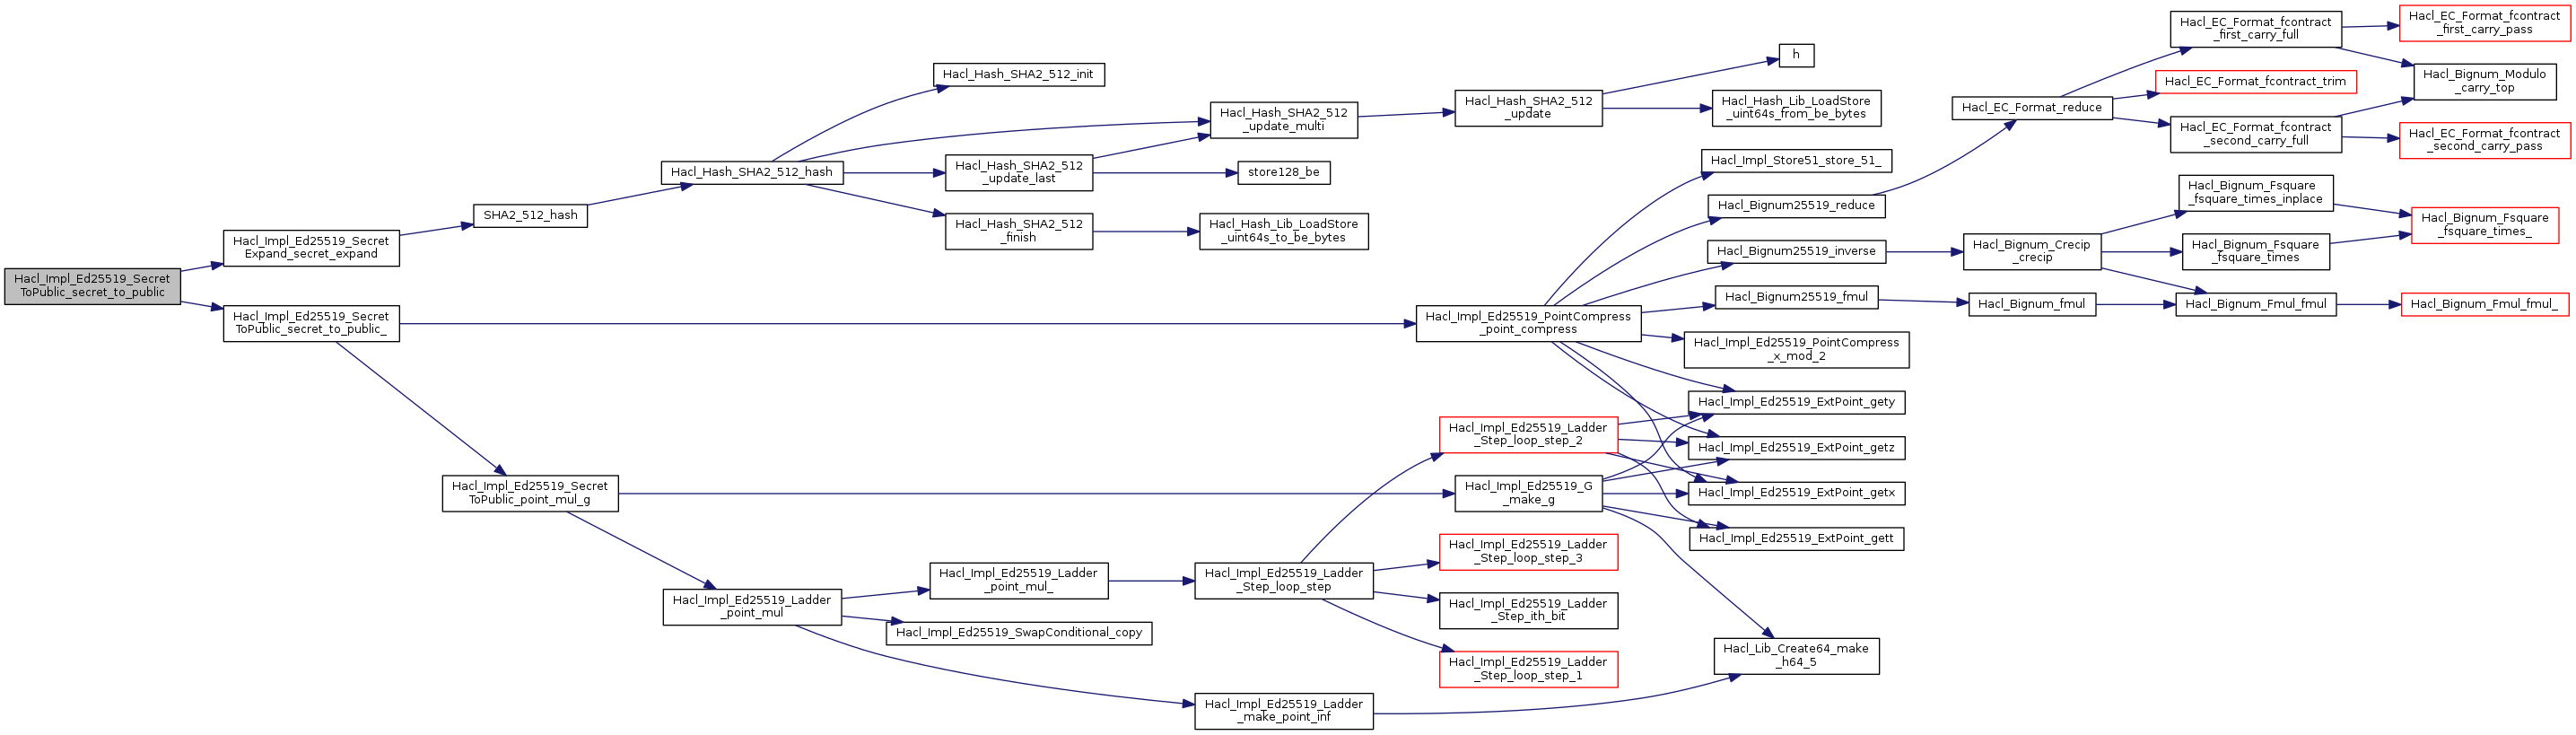 Hacl_Impl_Ed25519_Secret
ToPublic_secret_to_public
Hacl_Impl_Ed25519_Secret
Expand_secret_expand
Hacl_Impl_Ed25519_Secret
ToPublic_secret_to_public_
SHA2_512_hash
Hacl_Impl_Ed25519_Secret
ToPublic_point_mul_g
Hacl_Hash_SHA2_512_hash
Hacl_Impl_Ed25519_Ladder
_point_mul
Hacl_Hash_SHA2_512_init
Hacl_Hash_SHA2_512
_update_last
Hacl_Hash_SHA2_512
_finish
Hacl_Impl_Ed25519_Ladder
_point_mul_
Hacl_Impl_Ed25519_SwapConditional_copy
Hacl_Hash_SHA2_512
_update_multi
store128_be
Hacl_Hash_Lib_LoadStore
_uint64s_to_be_bytes
Hacl_Impl_Ed25519_Ladder
_Step_loop_step
Hacl_Impl_Ed25519_Ladder
_make_point_inf
Hacl_Hash_SHA2_512
_update
Hacl_Impl_Ed25519_PointCompress
_point_compress
Hacl_Impl_Ed25519_Ladder
_Step_loop_step_2
Hacl_Impl_Ed25519_G
_make_g
Hacl_Impl_Ed25519_Ladder
_Step_loop_step_3
Hacl_Impl_Ed25519_Ladder
_Step_ith_bit
Hacl_Impl_Ed25519_Ladder
_Step_loop_step_1
h
Hacl_Hash_Lib_LoadStore
_uint64s_from_be_bytes
Hacl_Impl_Store51_store_51_
Hacl_Bignum25519_reduce
Hacl_Bignum25519_inverse
Hacl_Bignum25519_fmul
Hacl_Impl_Ed25519_PointCompress
_x_mod_2
Hacl_Impl_Ed25519_ExtPoint_gety
Hacl_Impl_Ed25519_ExtPoint_getz
Hacl_Impl_Ed25519_ExtPoint_getx
Hacl_Impl_Ed25519_ExtPoint_gett
Hacl_Lib_Create64_make
_h64_5
Hacl_EC_Format_reduce
Hacl_Bignum_Crecip
_crecip
Hacl_Bignum_fmul
Hacl_EC_Format_fcontract
_first_carry_full
Hacl_EC_Format_fcontract_trim
Hacl_EC_Format_fcontract
_second_carry_full
Hacl_Bignum_Fsquare
_fsquare_times_inplace
Hacl_Bignum_Fsquare
_fsquare_times
Hacl_Bignum_Fmul_fmul
Hacl_EC_Format_fcontract
_first_carry_pass
Hacl_Bignum_Modulo
_carry_top
Hacl_EC_Format_fcontract
_second_carry_pass
Hacl_Bignum_Fsquare
_fsquare_times_
Hacl_Bignum_Fmul_fmul_